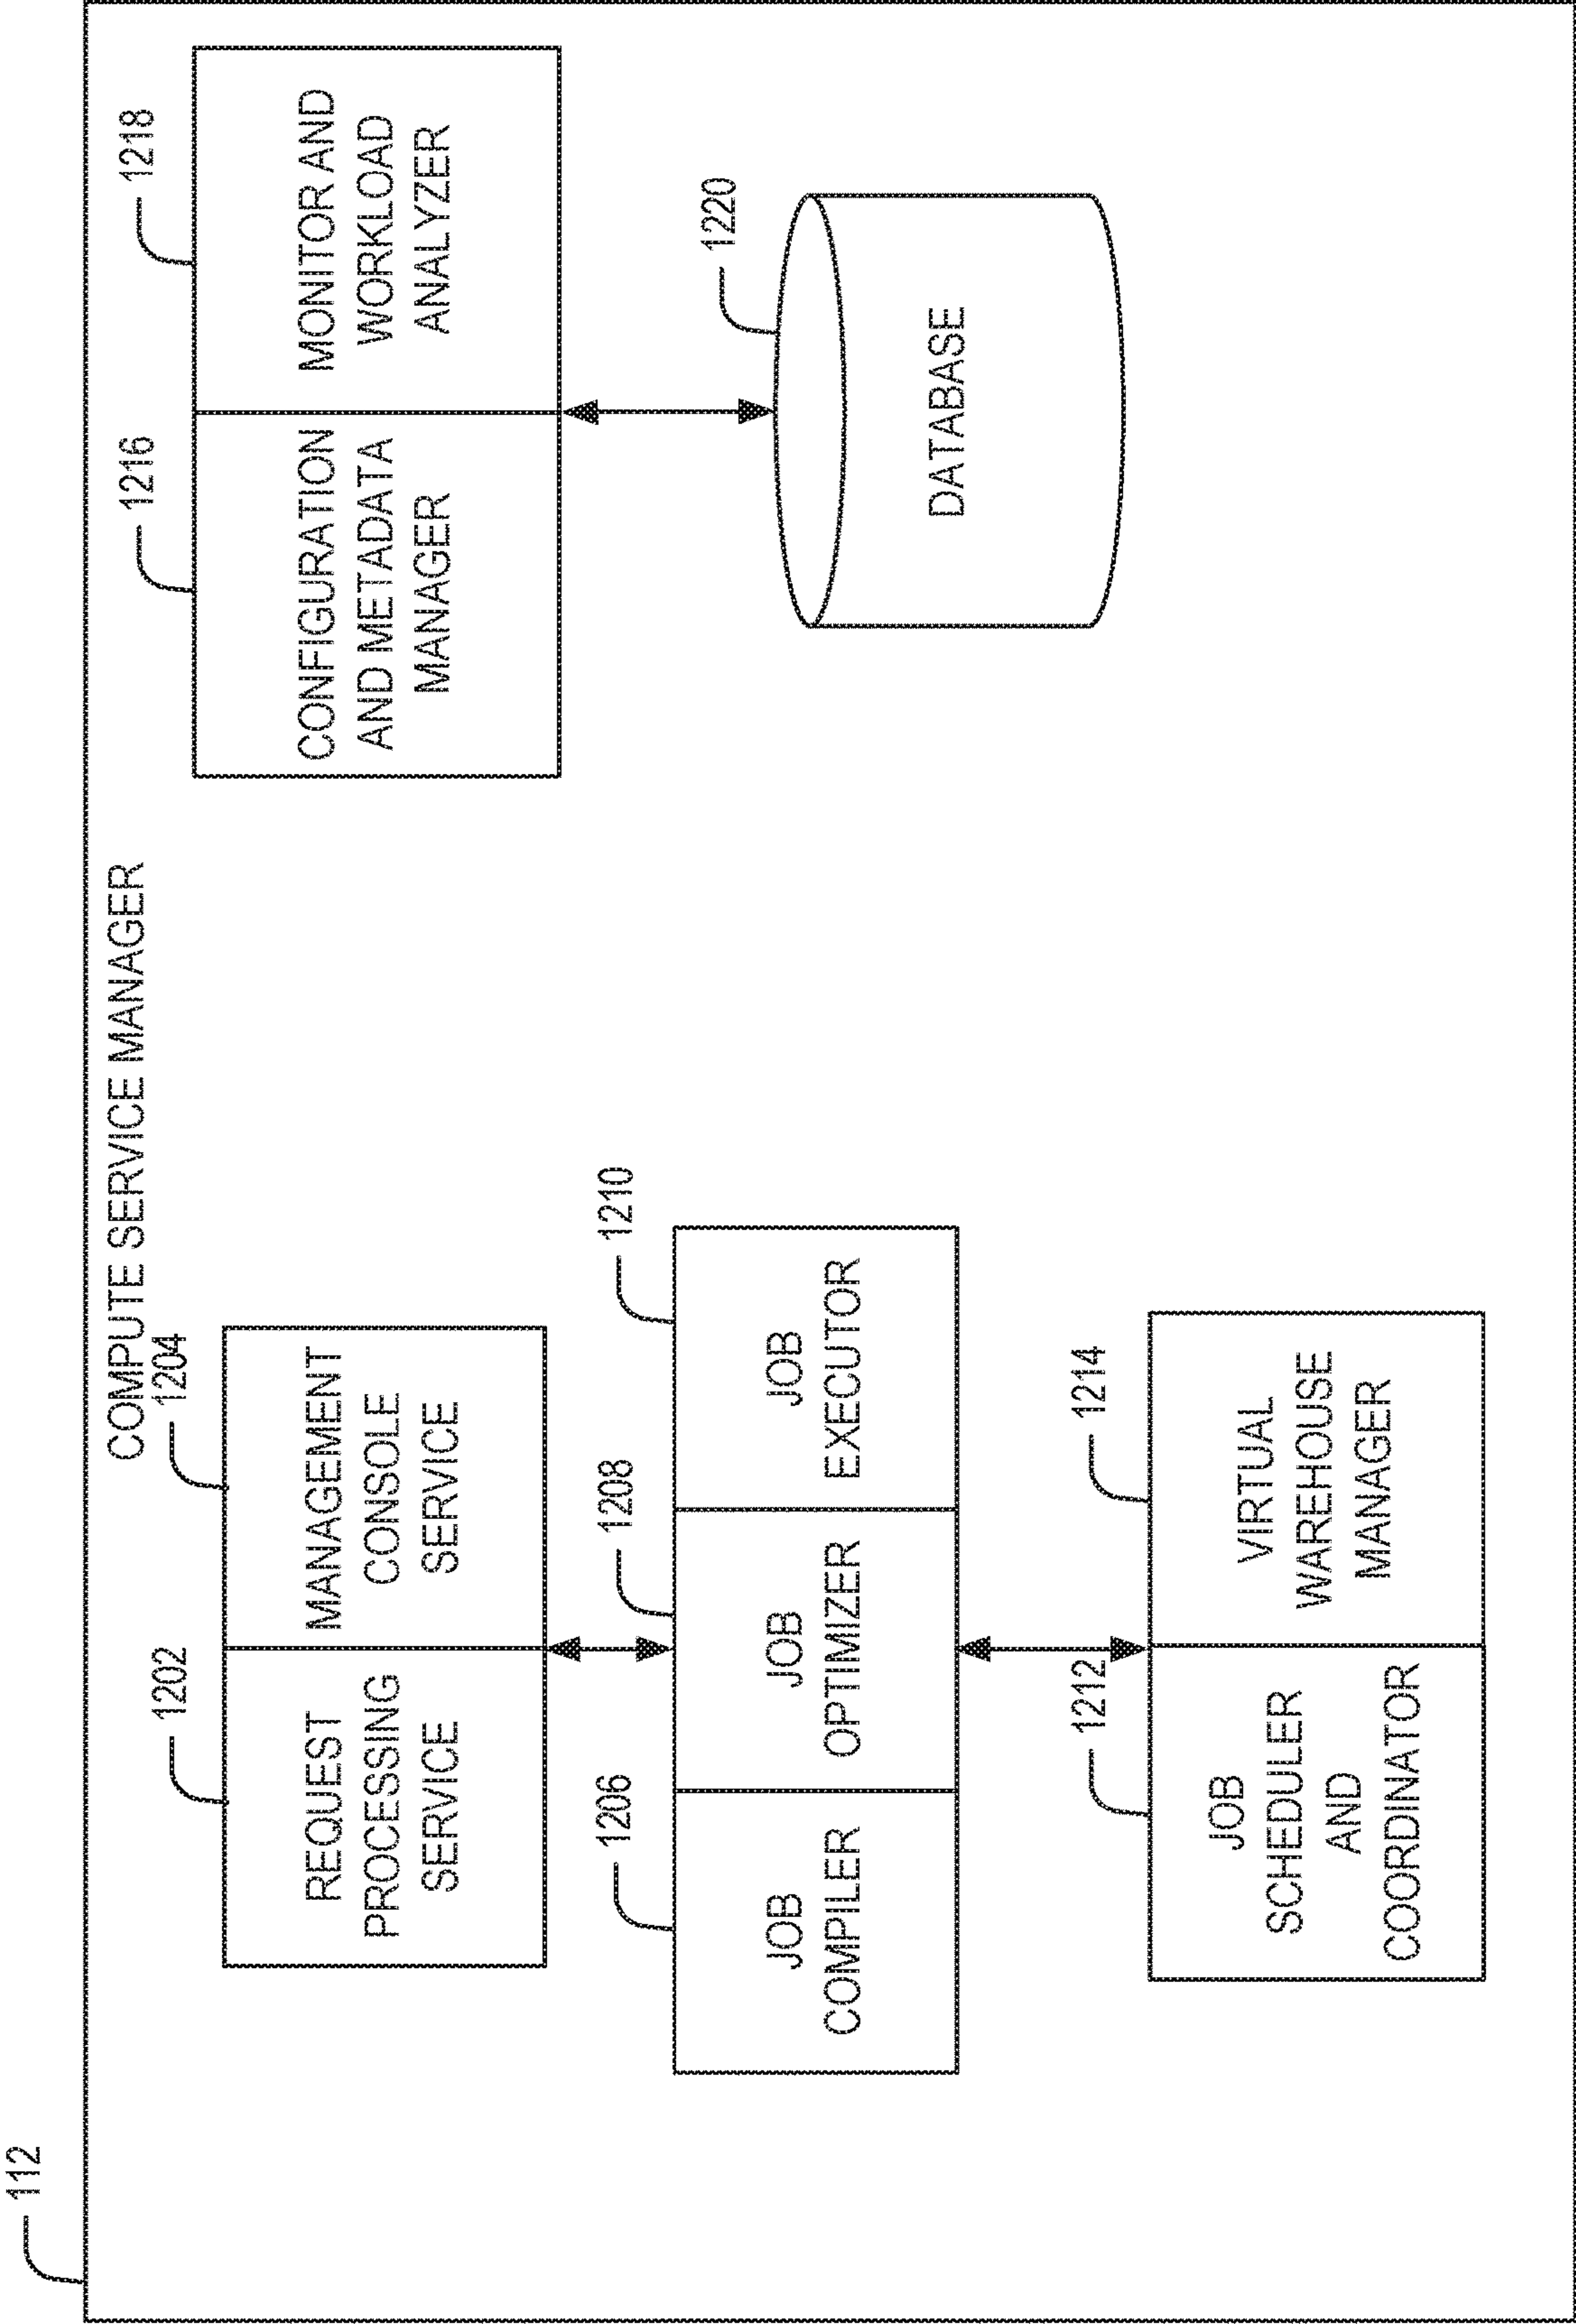 112
COMPUTE SERVICE MANAGER
1202
REQUEST
PROCESSING
SERVICE
1204
MANAGEMENT
CONSOLE
SERVICE
1206
JOB
COMPILER
1208
JOB
OPTIMIZER
1210
JOB
EXECUTOR
1212
JOB
SCHEDULER
AND
COORDINATOR
1214
VIRTUAL
WAREHOUSE
MANAGER
1216
CONFIGURATION
AND METADATA
MANAGER
1218
MONITOR AND
WORKLOAD
ANALYZER
1220
DATABASE